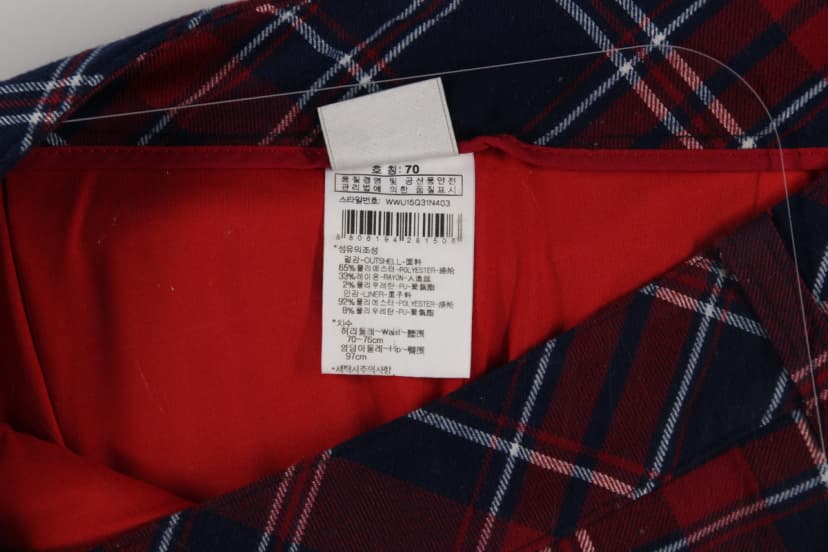 호 칭: 70
품질경영 및 공산품안전
관리법에 의한 품질표시
스타일번호: WWU15Q31N403
8 806194 281506
*섬유의조성
겉감-OUTSHELL-面料
65%폴리에스터-POLYESTER-涤纶
33%레이온-RAYON-人造丝
2%폴리우레탄-PU-聚氨酯
안감-LINER-里子料
92%폴리에스터-POLYESTER-涤纶
8%폴리우레탄-PU-聚氨酯
*치수
허리둘레-Waist-腰围
70~76cm
엉덩이둘레-Hip-臀围
97cm
*세탁시주의사항